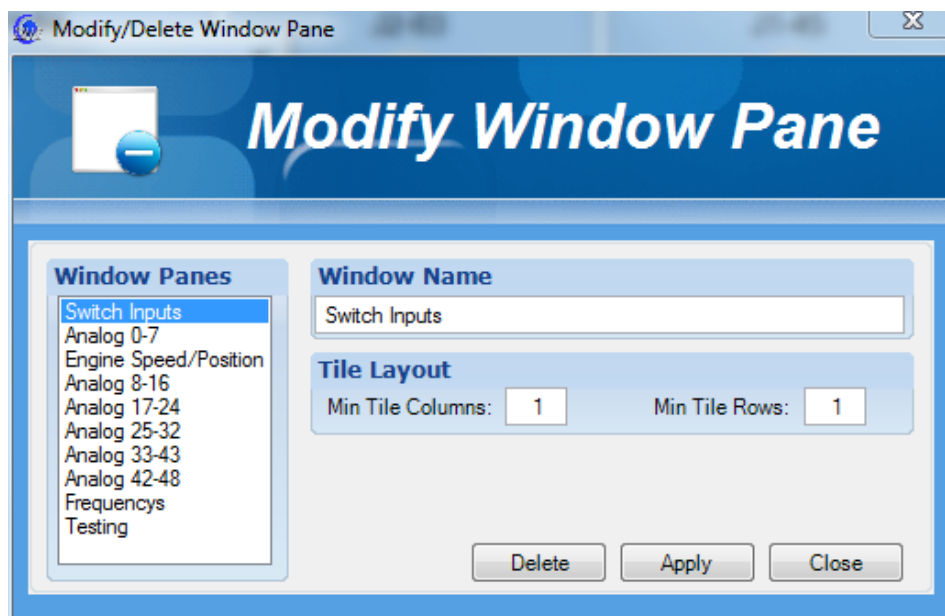 Modify/Delete Window Pane
Modify Window Pane
Window Panes
Switch Inputs
Analog 0-7
Engine Speed/Position
Analog 8-16
Analog 17-24
Analog 25-32
Analog 33-43
Analog 42-48
Frequencys
Testing
Window Name
Switch Inputs
Tile Layout
Min Tile Columns: 1 Min Tile Rows: 1
Delete Apply Close